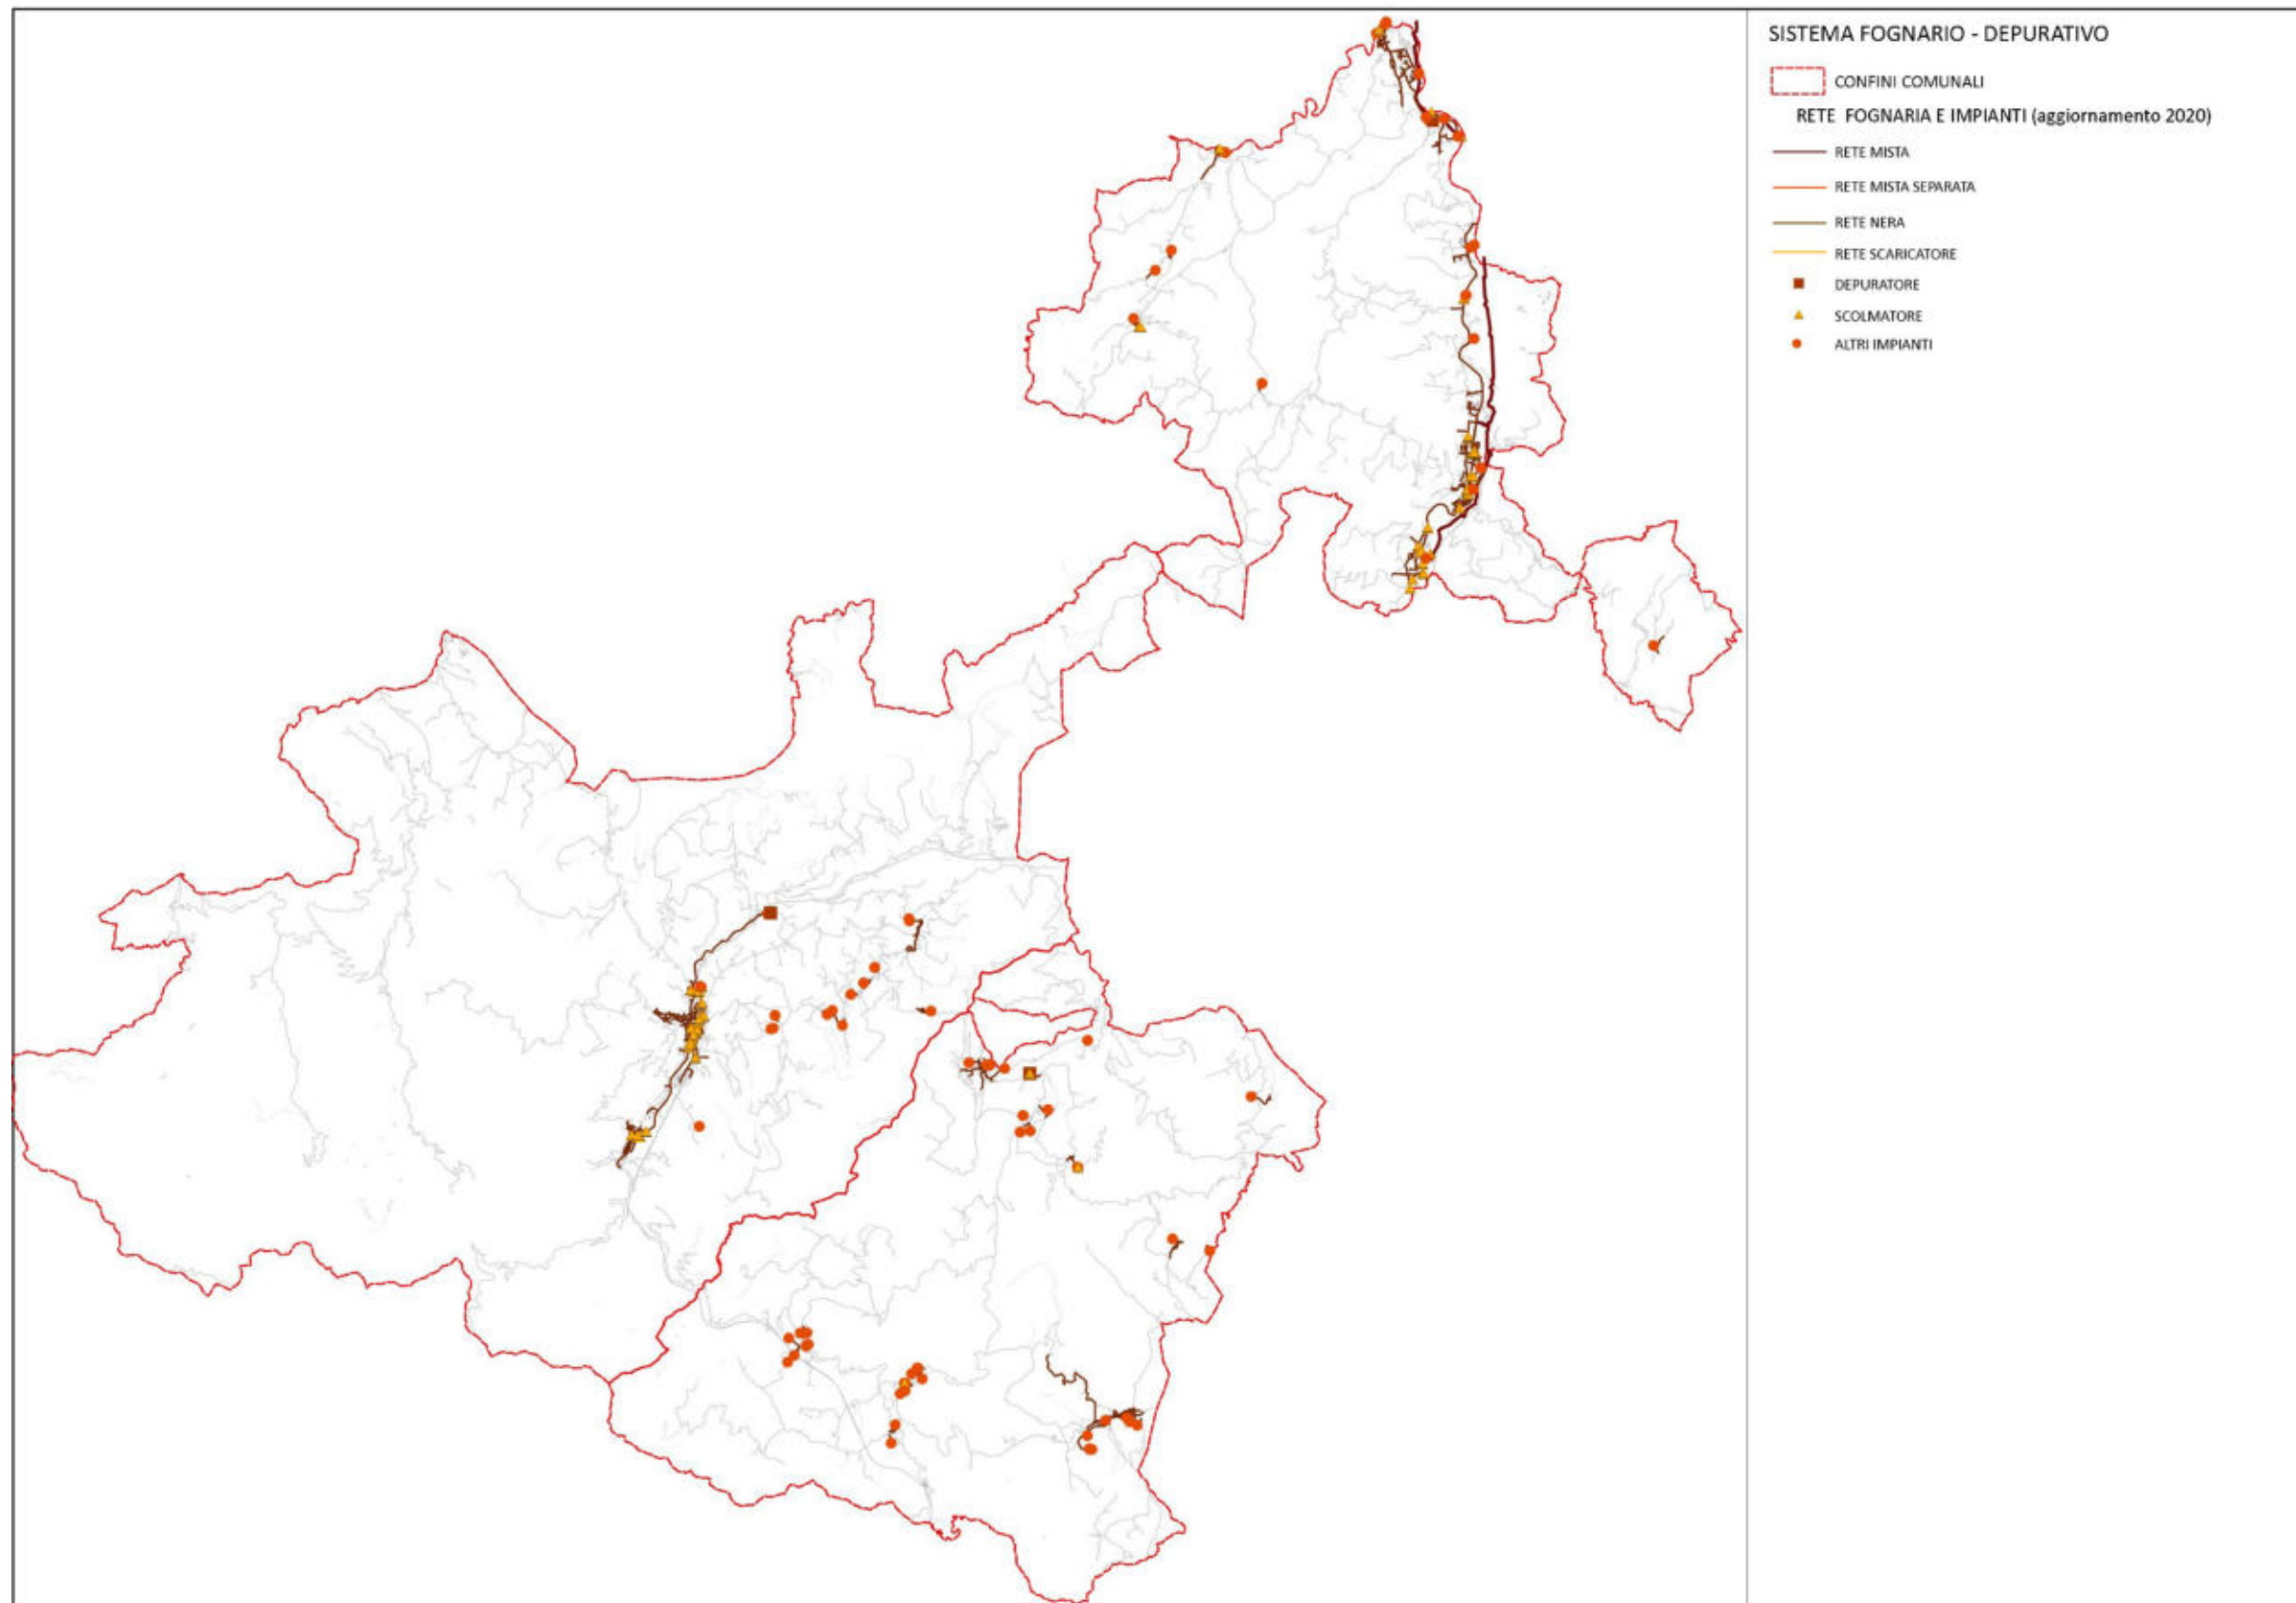 SISTEMA FOGNARIO - DEPURATIVO
CONFINI COMUNALI
RETE FOGNARIA E IMPIANTI (aggiornamento 2020)
RETE MISTA
RETE MISTA SEPARATA
RETE NERA
RETE SCARICATORE
DEPURATORE
SCOLMATORE
ALTRI IMPIANTI